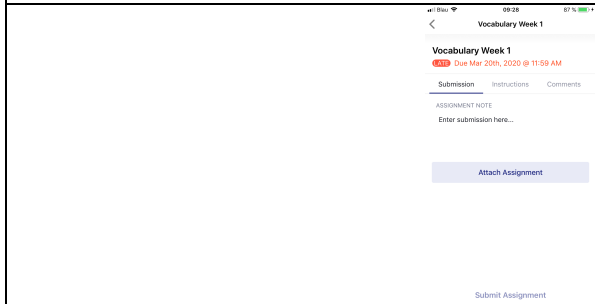 Blau 09:28 87 %
Vocabulary Week 1
Vocabulary Week 1
LATE Due Mar 20th, 2020 @ 11:59 AM
Submission Instructions Comments
ASSIGNMENT NOTE
Enter submission here...
Attach Assignment
Submit Assignment